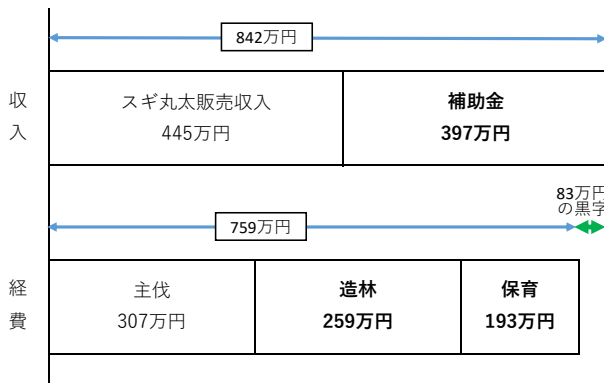 842万円
収入
スギ丸太販売収入
445万円
補助金
397万円
83万円
の黒字
759万円
経費
主伐
307万円
造林
259万円
保育
193万円